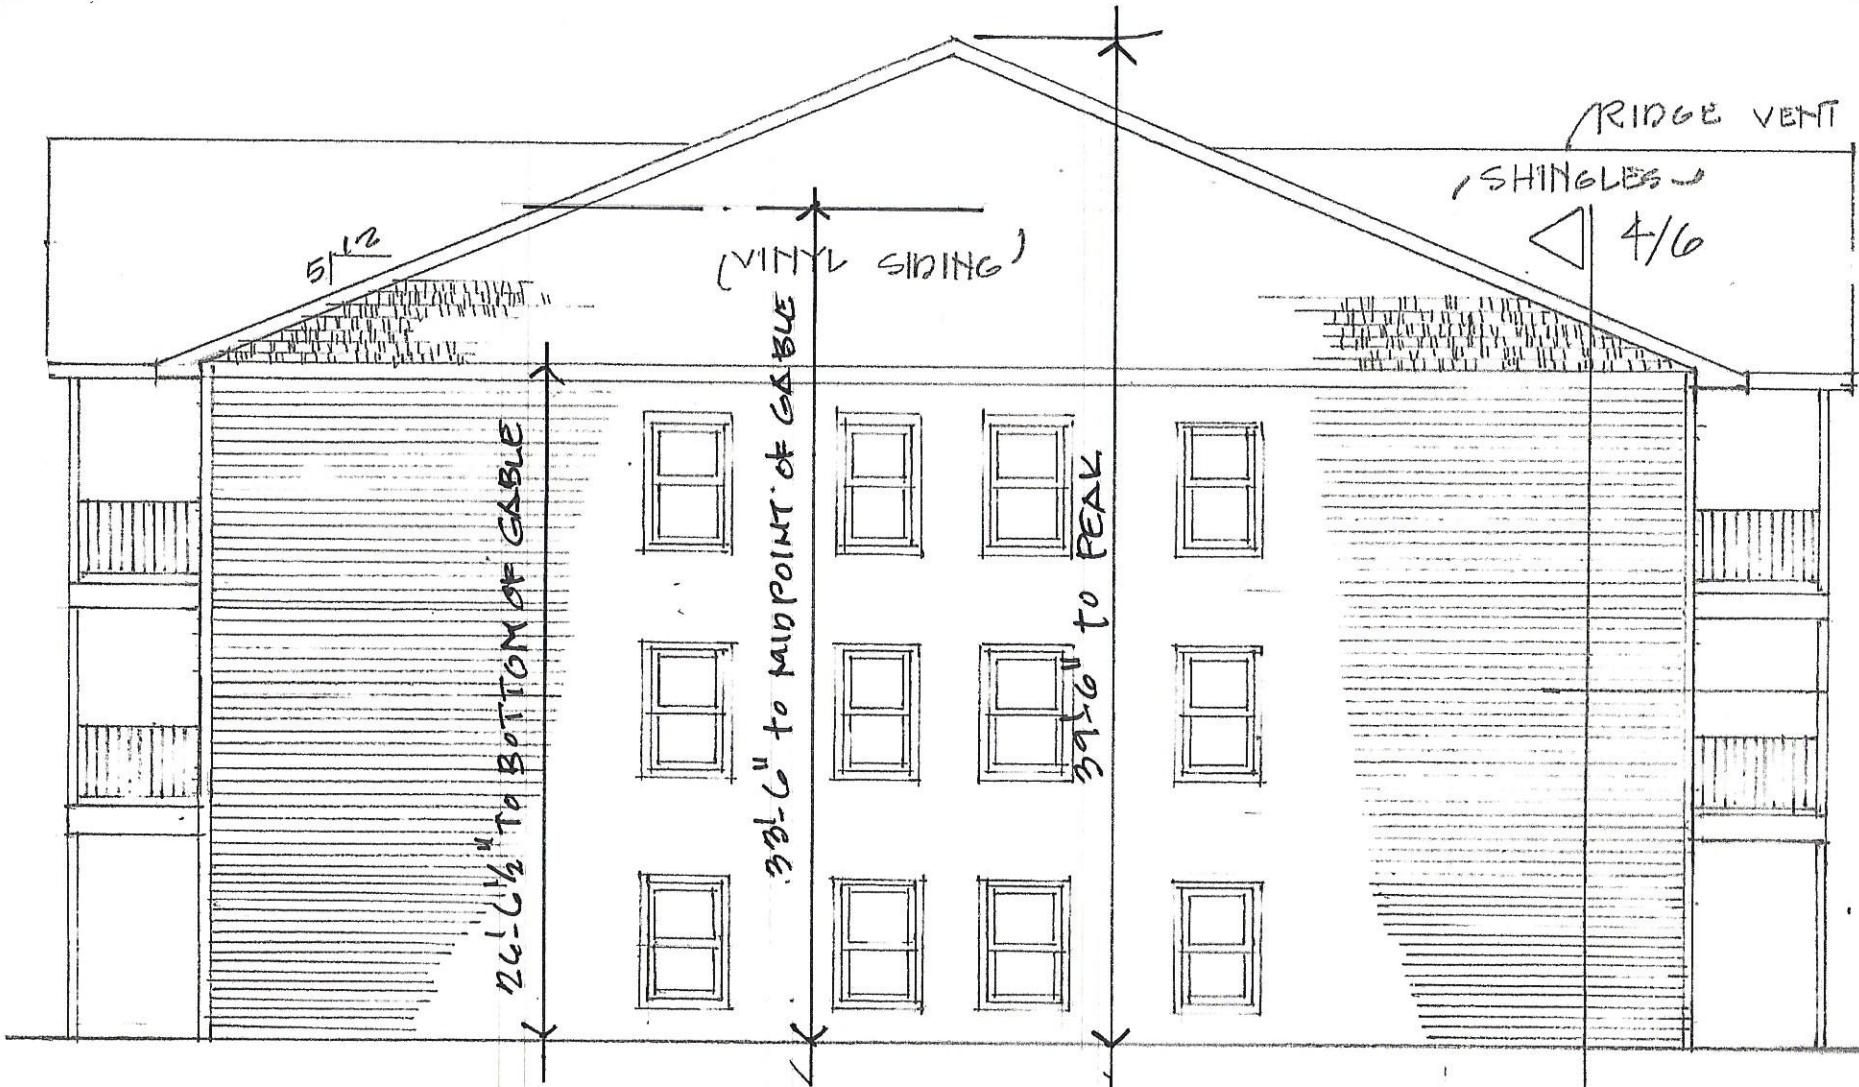 RIDGE VENT
SHINGLES
4/6
12
5
(VINYL SIDING)
26'-6½" TO BOTTOM OF GABLE
33'-6" to MIDPOINT OF GABLE
39'-6" to PEAK